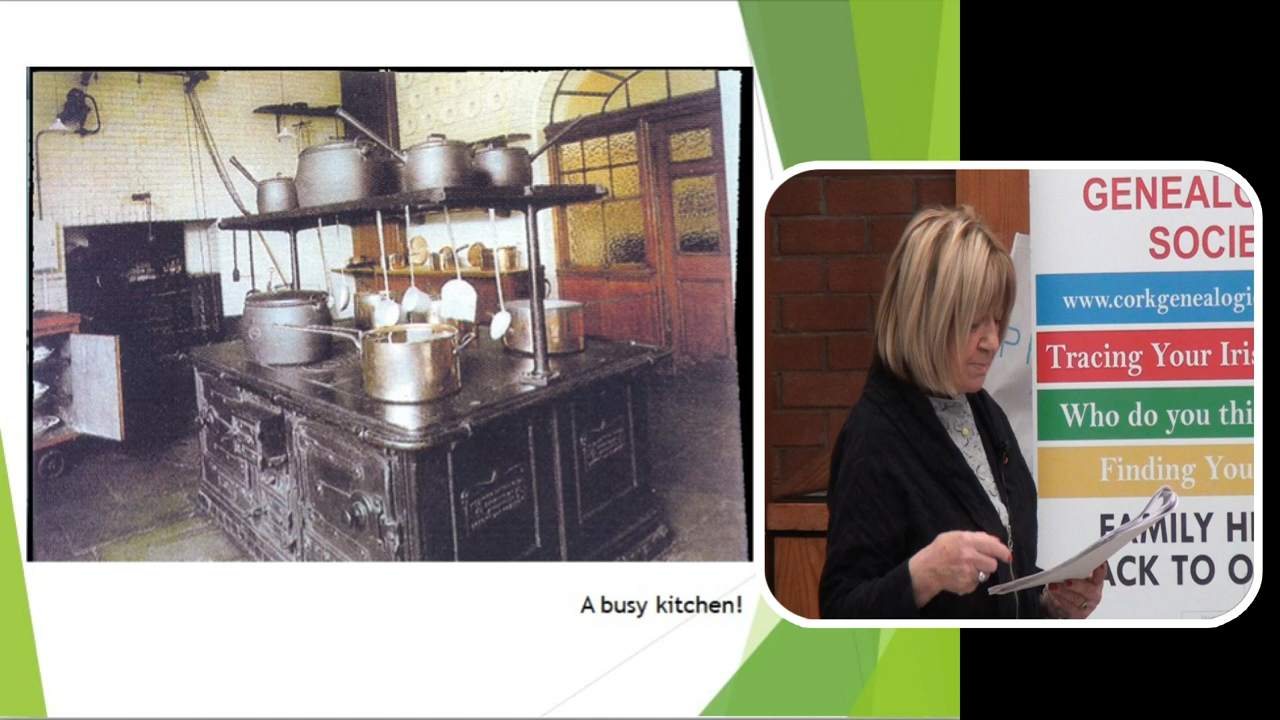 A busy kitchen!
GENEALO
SOCIE
www.corkgenealogi
Tracing Your Iris
Who do you thi
Finding You
FAMILY HI
ACK TO O